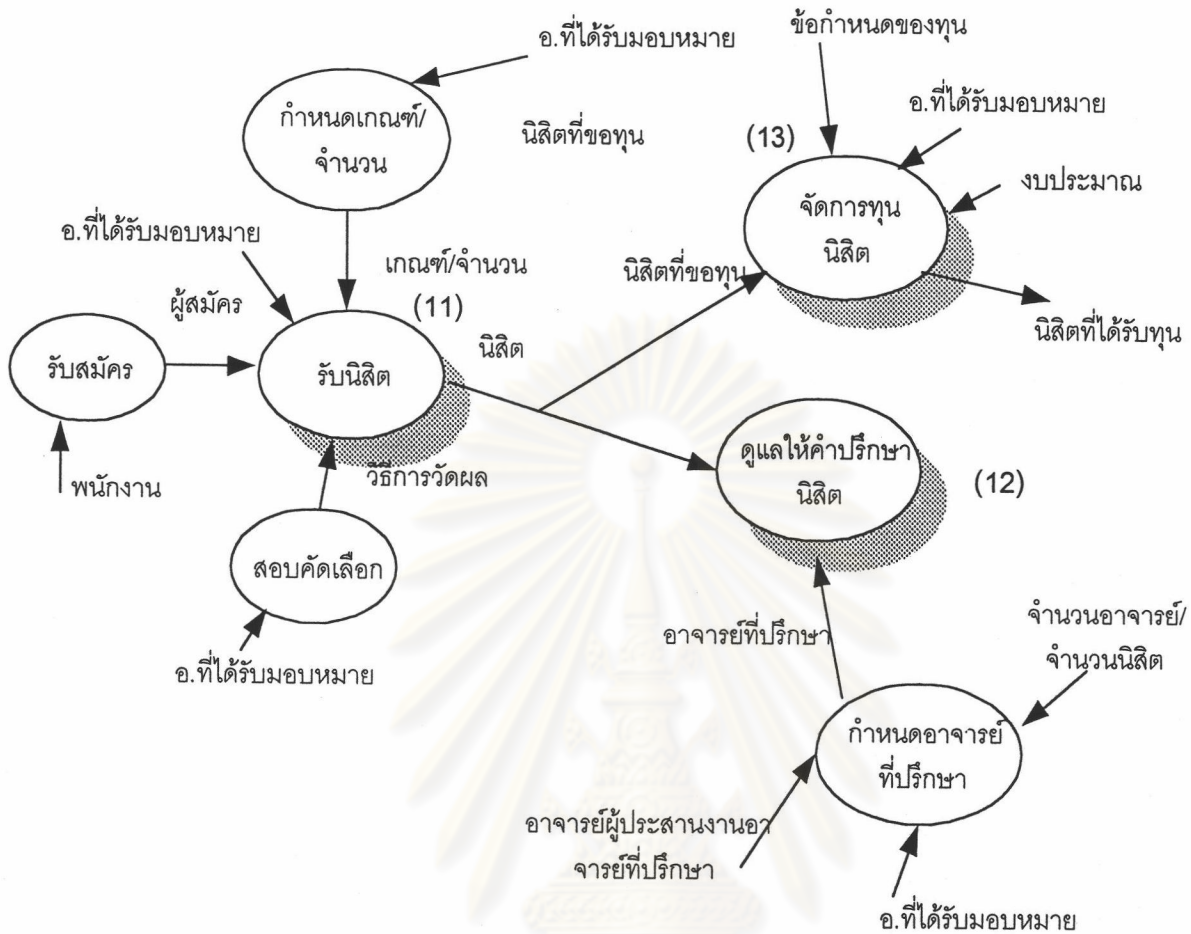 ข้อกำหนดของทุน
อ.ที่ได้รับมอบหมาย
กำหนดเกณฑ์/
จำนวน
นิสิตที่ขอทุน
(13)
อ.ที่ได้รับมอบหมาย
งบประมาณ
จัดการทุน
นิสิต
อ.ที่ได้รับมอบหมาย
เกณฑ์/จำนวน
นิสิตที่ขอทุน
ผู้สมัคร
(11)
นิสิตที่ได้รับทุน
รับสมัคร
รับนิสิต
นิสิต
ดูแลให้คำปรึกษา
นิสิต
(12)
วิธีการวัดผล
พนักงาน
สอบคัดเลือก
อ.ที่ได้รับมอบหมาย
อาจารย์ที่ปรึกษา
จำนวนอาจารย์/
จำนวนนิสิต
กำหนดอาจารย์
ที่ปรึกษา
อาจารย์ผู้ประสานงานอา
จารย์ที่ปรึกษา
อ.ที่ได้รับมอบหมาย